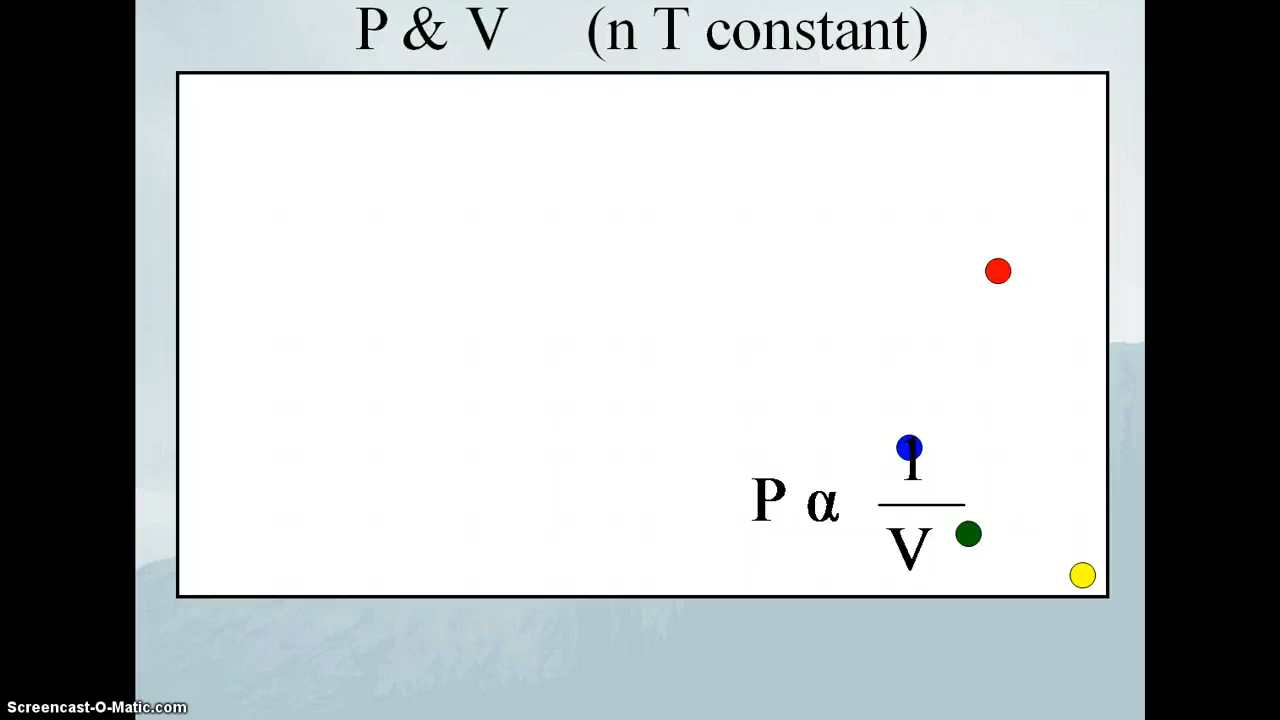 P & V (n T constant)
P α 1
V
Screencast-O-Matic.com